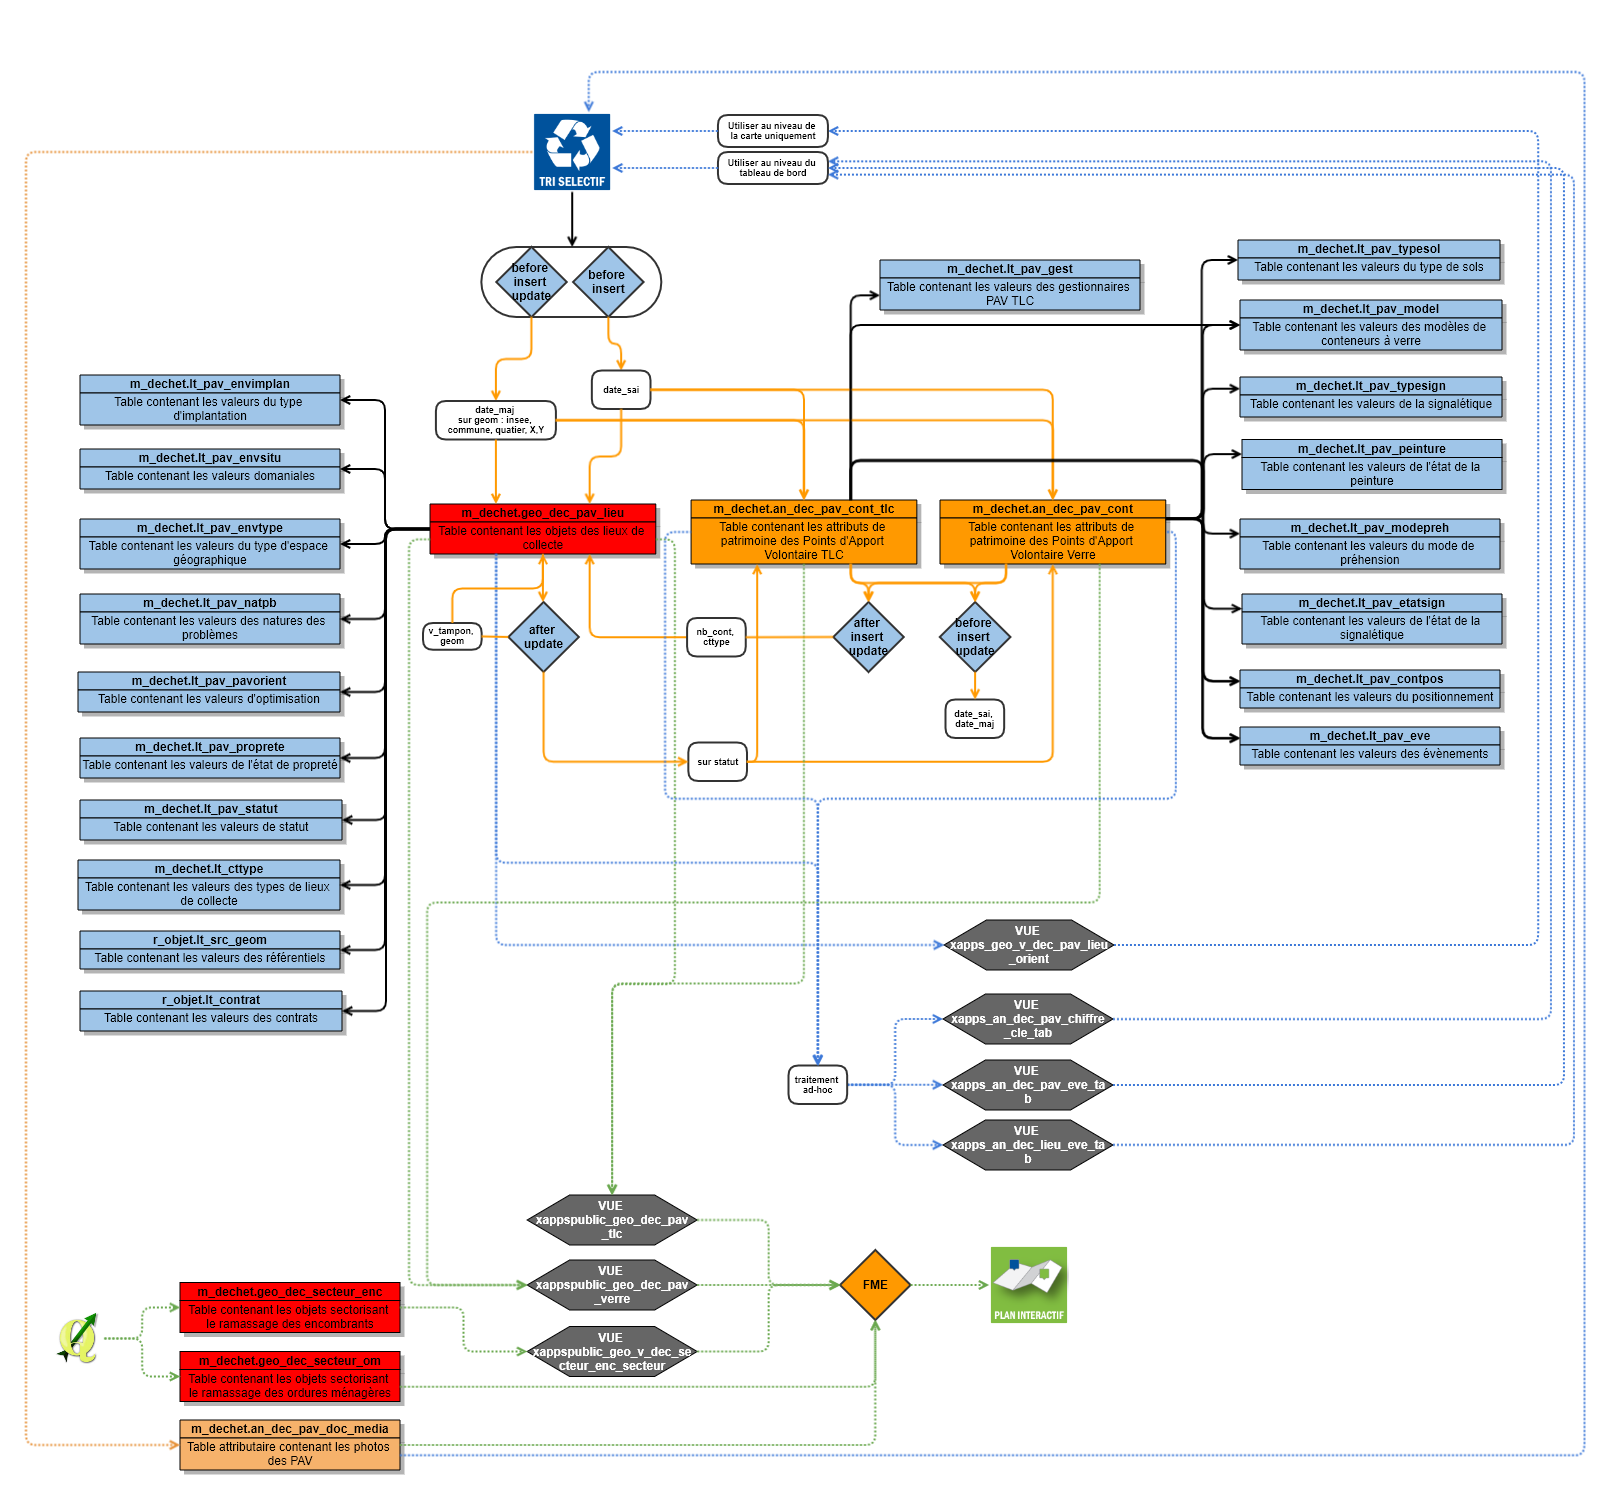 TRI SELECTIF
Utiliser au niveau de
la carte uniquement
Utiliser au niveau du
tableau de bord
before
insert
update
before
insert
date_sai
date_maj
sur geom : insee,
commune, quatier, X,Y
m_dechet.lt_pav_gest
Table contenant les valeurs des gestionnaires
PAV TLC
m_dechet.lt_pav_typesol
Table contenant les valeurs du type de sols
m_dechet.lt_pav_model
Table contenant les valeurs des modèles de
conteneurs à verre
m_dechet.lt_pav_typesign
Table contenant les valeurs de la signalétique
m_dechet.lt_pav_peinture
Table contenant les valeurs de l'état de la
peinture
m_dechet.lt_pav_modepreh
Table contenant les valeurs du mode de
préhension
m_dechet.lt_pav_etatsign
Table contenant les valeurs de l'état de la
signalétique
m_dechet.lt_pav_contpos
Table contenant les valeurs du positionnement
m_dechet.lt_pav_eve
Table contenant les valeurs des évènements
m_dechet.lt_pav_envimplan
Table contenant les valeurs du type
d'implantation
m_dechet.lt_pav_envsitu
Table contenant les valeurs domaniales
m_dechet.lt_pav_envtype
Table contenant les valeurs du type d'espace
géographique
m_dechet.lt_pav_natpb
Table contenant les valeurs des natures des
problèmes
m_dechet.lt_pav_pavorient
Table contenant les valeurs d'optimisation
m_dechet.lt_pav_proprete
Table contenant les valeurs de l'état de propreté
m_dechet.lt_pav_statut
Table contenant les valeurs de statut
m_dechet.lt_cttype
Table contenant les valeurs des types de lieux
de collecte
r_objet.lt_src_geom
Table contenant les valeurs des référentiels
r_objet.lt_contrat
Table contenant les valeurs des contrats
m_dechet.geo_dec_pav_lieu
Table contenant les objets des lieux de
collecte
m_dechet.an_dec_pav_cont_tlc
Table contenant les attributs de
patrimoine des Points d'Apport
Volontaire TLC
m_dechet.an_dec_pav_cont
Table contenant les attributs de
patrimoine des Points d'Apport
Volontaire Verre
v_tampon,
geom
after
update
nb_cont,
cttype
after
insert
update
before
insert
update
date_sai,
date_maj
sur statut
VUE
xapps_geo_v_dec_pav_lieu
_orient
VUE
xapps_an_dec_pav_chiffre
_cle_tab
VUE
xapps_an_dec_pav_eve_ta
b
VUE
xapps_an_dec_lieu_eve_ta
b
traitement
ad-hoc
VUE
xappspublic_geo_dec_pav
_tlc
VUE
xappspublic_geo_dec_pav
_verre
VUE
xappspublic_geo_v_dec_se
cteur_enc_secteur
FME
PLAN INTERACTIF
m_dechet.geo_dec_secteur_enc
Table contenant les objets sectorisant
le ramassage des encombrants
m_dechet.geo_dec_secteur_om
Table contenant les objets sectorisant
le ramassage des ordures ménagères
m_dechet.an_dec_pav_doc_media
Table attributaire contenant les photos
des PAV